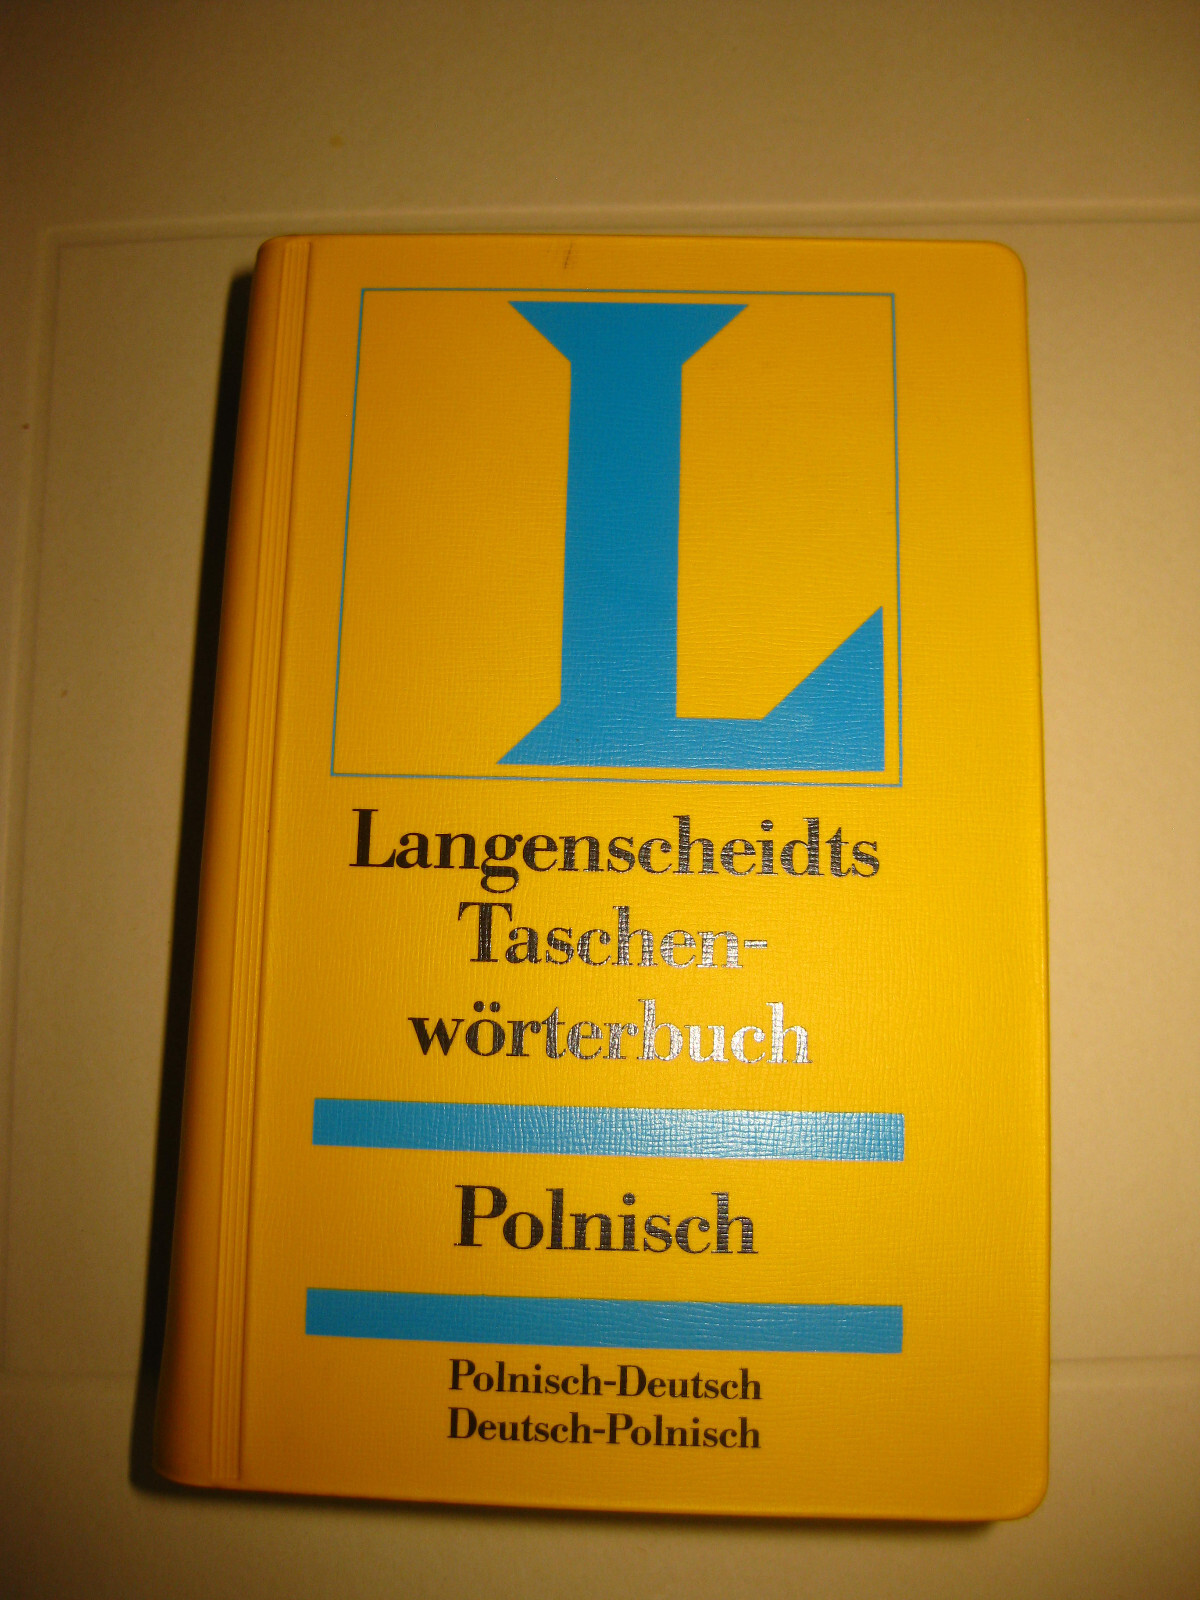 L
Langenscheidts
Taschen-
wörterbuch
Polnisch
Polnisch-Deutsch
Deutsch-Polnisch